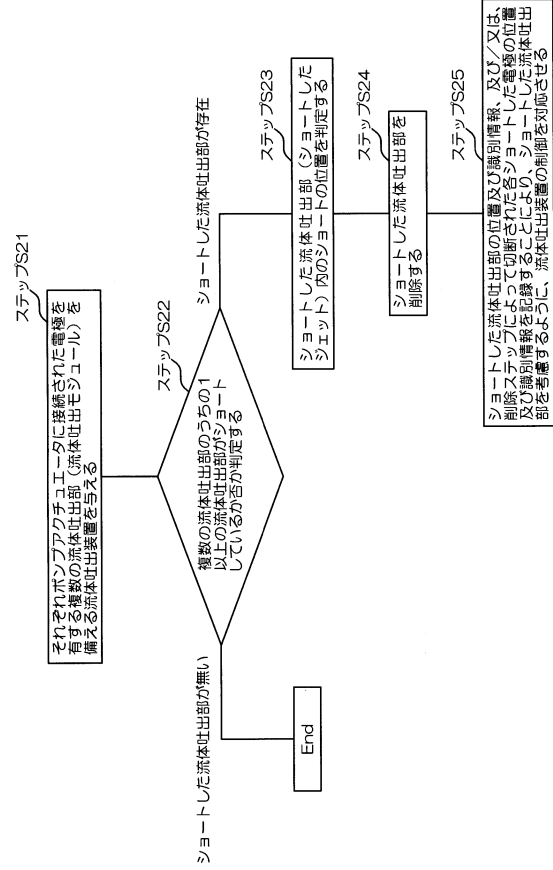 ステップS21
それぞれポンプアクチュエータに接続された電極を
有する複数の流体吐出部（流体吐出モジュール）を
備える流体吐出装置を与える
ステップS22
複数の流体吐出部のうちの1
以上の流体吐出部がショート
しているか否か判定する
ショートした流体吐出部が無い
End
ショートした流体吐出部が存在
ステップS23
ショートした流体吐出部（ショートした
ジェット）内のショートの位置を判定する
ステップS24
ショートした流体吐出部を
削除する
ステップS25
ショートした流体吐出部の位置及び識別情報、及び／又は、
削除ステップによって切断された各ショートした電極の位置
及び識別情報を記録することにより、ショートした流体吐出
部を考慮するように、流体吐出装置の制御を対応させる